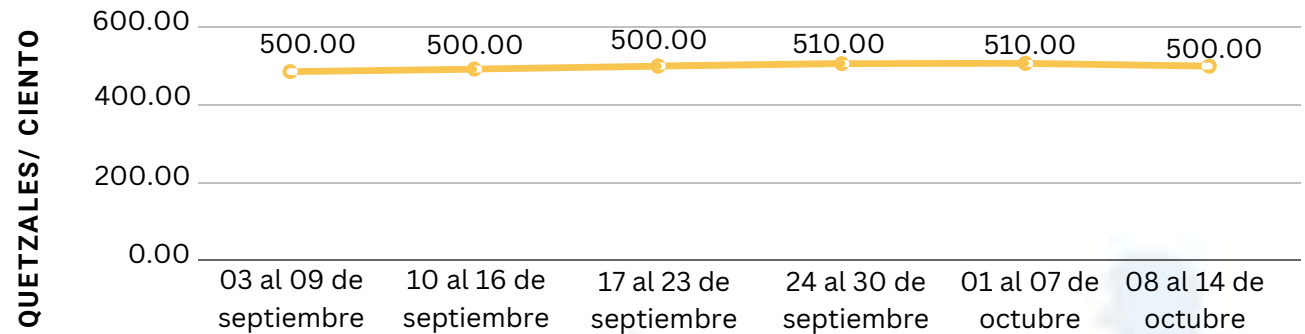 QUETZALES/ CIENTO
600.00
400.00
200.00
0.00
500.00 500.00 500.00 510.00 510.00 500.00
03 al 09 de septiembre
10 al 16 de septiembre
17 al 23 de septiembre
24 al 30 de septiembre
01 al 07 de octubre
08 al 14 de octubre